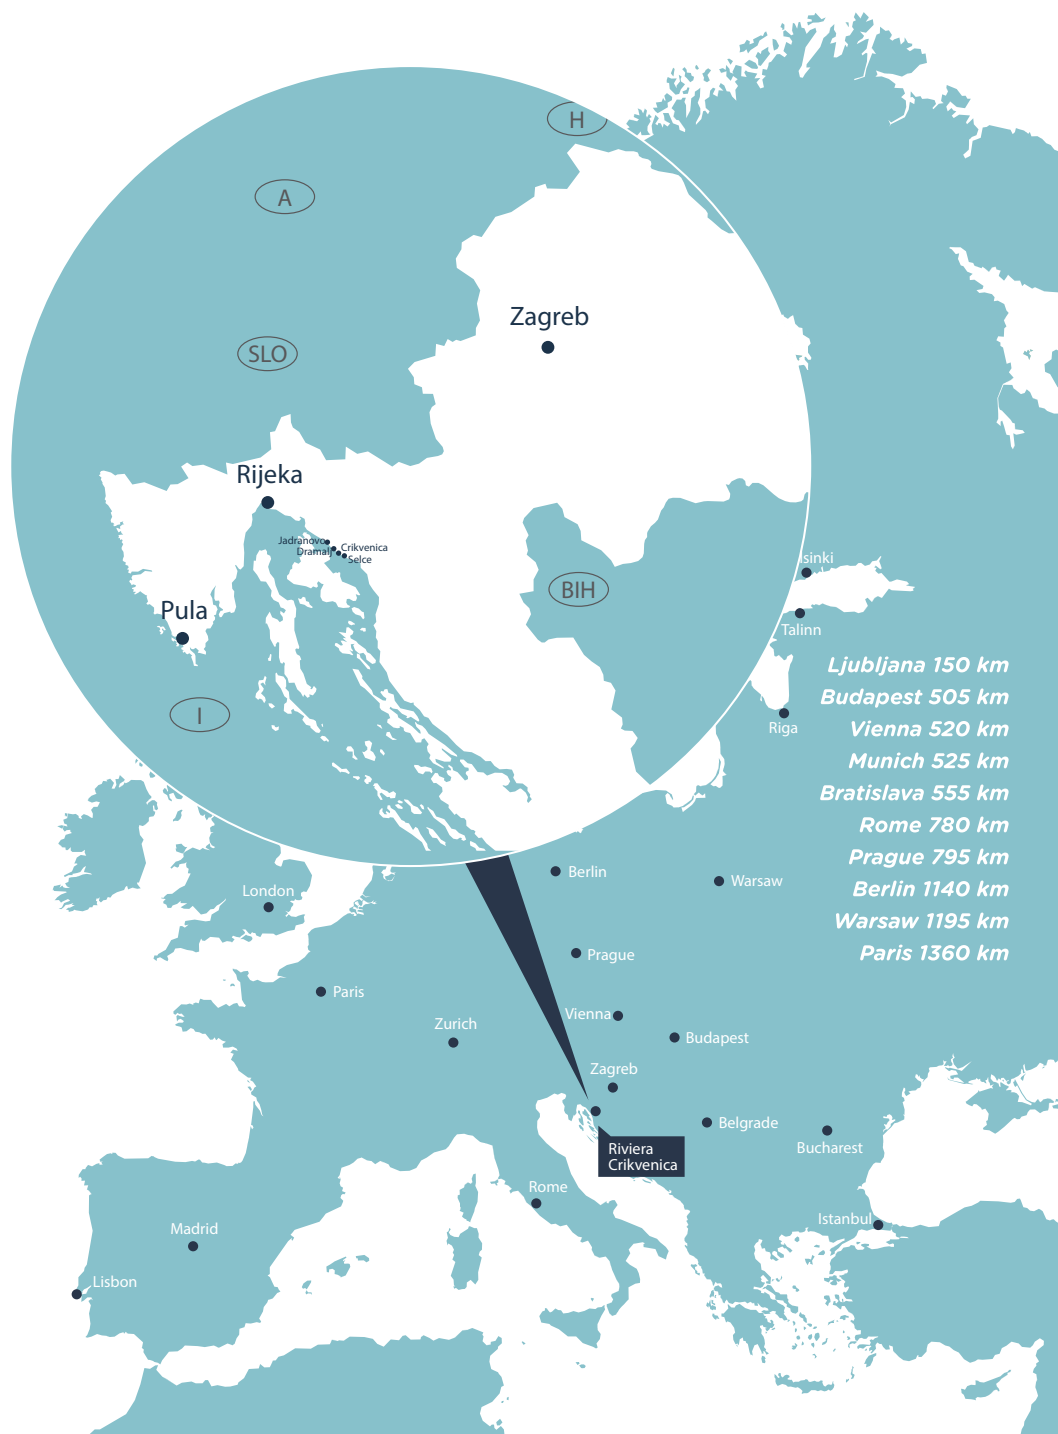 H
A
Zagreb
SLO
Rijeka
Jadranovo
Crikvenica
Dramalj
Selce
BIH
Pula
I
Talinn
Riga
Ljubljana 150 km
Budapest 505 km
Vienna 520 km
Munich 525 km
Bratislava 555 km
Rome 780 km
Prague 795 km
Berlin 1140 km
Warsaw 1195 km
Paris 1360 km
Berlin
Warsaw
London
Prague
Paris
Vienna
Zurich
Budapest
Zagreb
Belgrade
Bucharest
Riviera
Crikvenica
Rome
Istanbul
Madrid
Lisbon